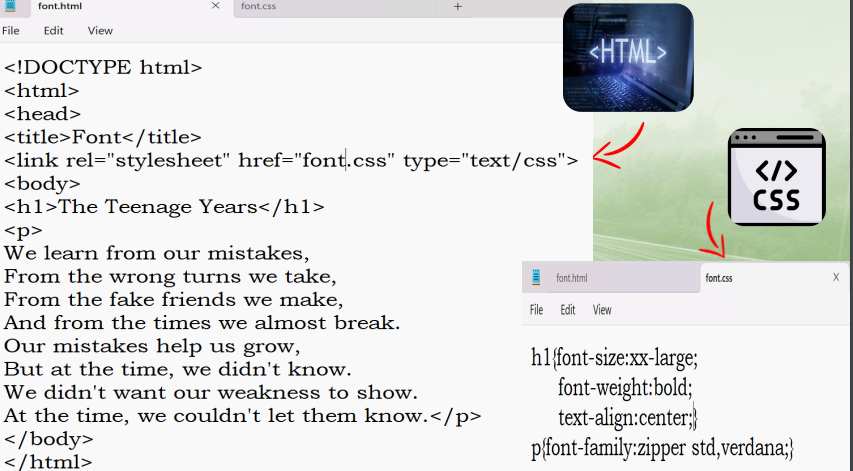 font.html X font.css +
File Edit View
<!DOCTYPE html>
<html>
<head>
<title>Font</title>
<link rel="stylesheet" href="font.css" type="text/css">
<body>
<h1>The Teenage Years</h1>
<p>
We learn from our mistakes,
From the wrong turns we take,
From the fake friends we make,
And from the times we almost break.
Our mistakes help us grow,
But at the time, we didn't know.
We didn't want our weakness to show.
At the time, we couldn't let them know.</p>
</body>
</html>
<HTML>
</>
CSS
font.html font.css X
File Edit View
h1{font-size:xx-large;
font-weight:bold;
text-align:center;}
p{font-family:zipper std,verdana;}